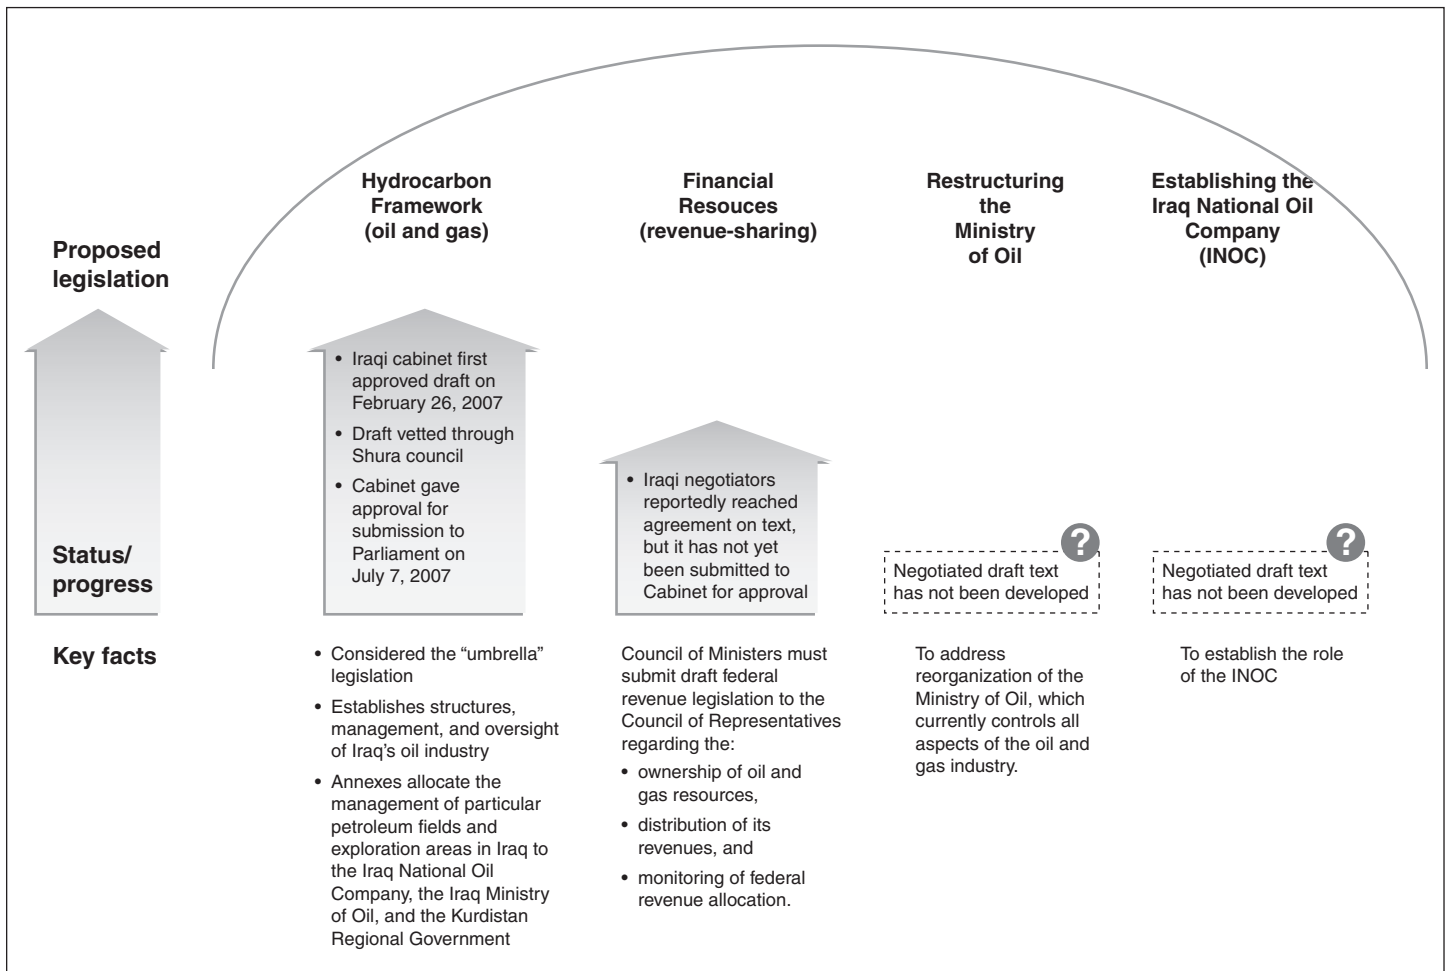 Proposed
legislation
Hydrocarbon
Framework
(oil and gas)
Financial
Resouces
(revenue-sharing)
Restructuring
the
Ministry
of Oil
Establishing the
Iraq National Oil
Company
(INOC)
Status/
progress
• Iraqi cabinet first
approved draft on
February 26, 2007
• Draft vetted through
Shura council
• Cabinet gave
approval for
submission to
Parliament on
July 7, 2007
• Iraqi negotiators
reportedly reached
agreement on text,
but it has not yet
been submitted to
Cabinet for approval
?
Negotiated draft text
has not been developed
?
Negotiated draft text
has not been developed
Key facts
• Considered the “umbrella”
legislation
• Establishes structures,
management, and oversight
of Iraq's oil industry
• Annexes allocate the
management of particular
petroleum fields and
exploration areas in Iraq to
the Iraq National Oil
Company, the Iraq Ministry
of Oil, and the Kurdistan
Regional Government
Council of Ministers must
submit draft federal
revenue legislation to the
Council of Representatives
regarding the:
• ownership of oil and
gas resources,
• distribution of its
revenues, and
• monitoring of federal
revenue allocation.
To address
reorganization of the
Ministry of Oil, which
currently controls all
aspects of the oil and
gas industry.
To establish the role
of the INOC